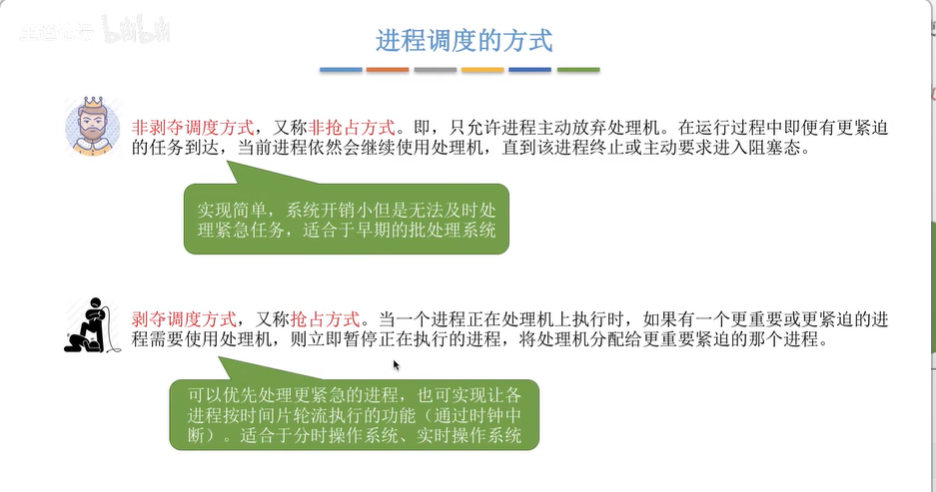 bilibili
进程调度的方式
非剥夺调度方式，又称非抢占方式。即，只允许进程主动放弃处理机。在运行过程中即便有更紧迫
的任务到达，当前进程依然会继续使用处理机，直到该进程终止或主动要求进入阻塞态。
实现简单，系统开销小但是无法及时处
理紧急任务，适合于早期的批处理系统
剥夺调度方式，又称抢占方式。当一个进程正在处理机上执行时，如果有一个更重要或更紧迫的进
程需要使用处理机，则立即暂停正在执行的进程，将处理机分配给更重要紧迫的那个进程。
可以优先处理更紧急的进程，也可实现让各
进程按时间片轮流执行的功能（通过时钟中
断）。适合于分时操作系统、实时操作系统